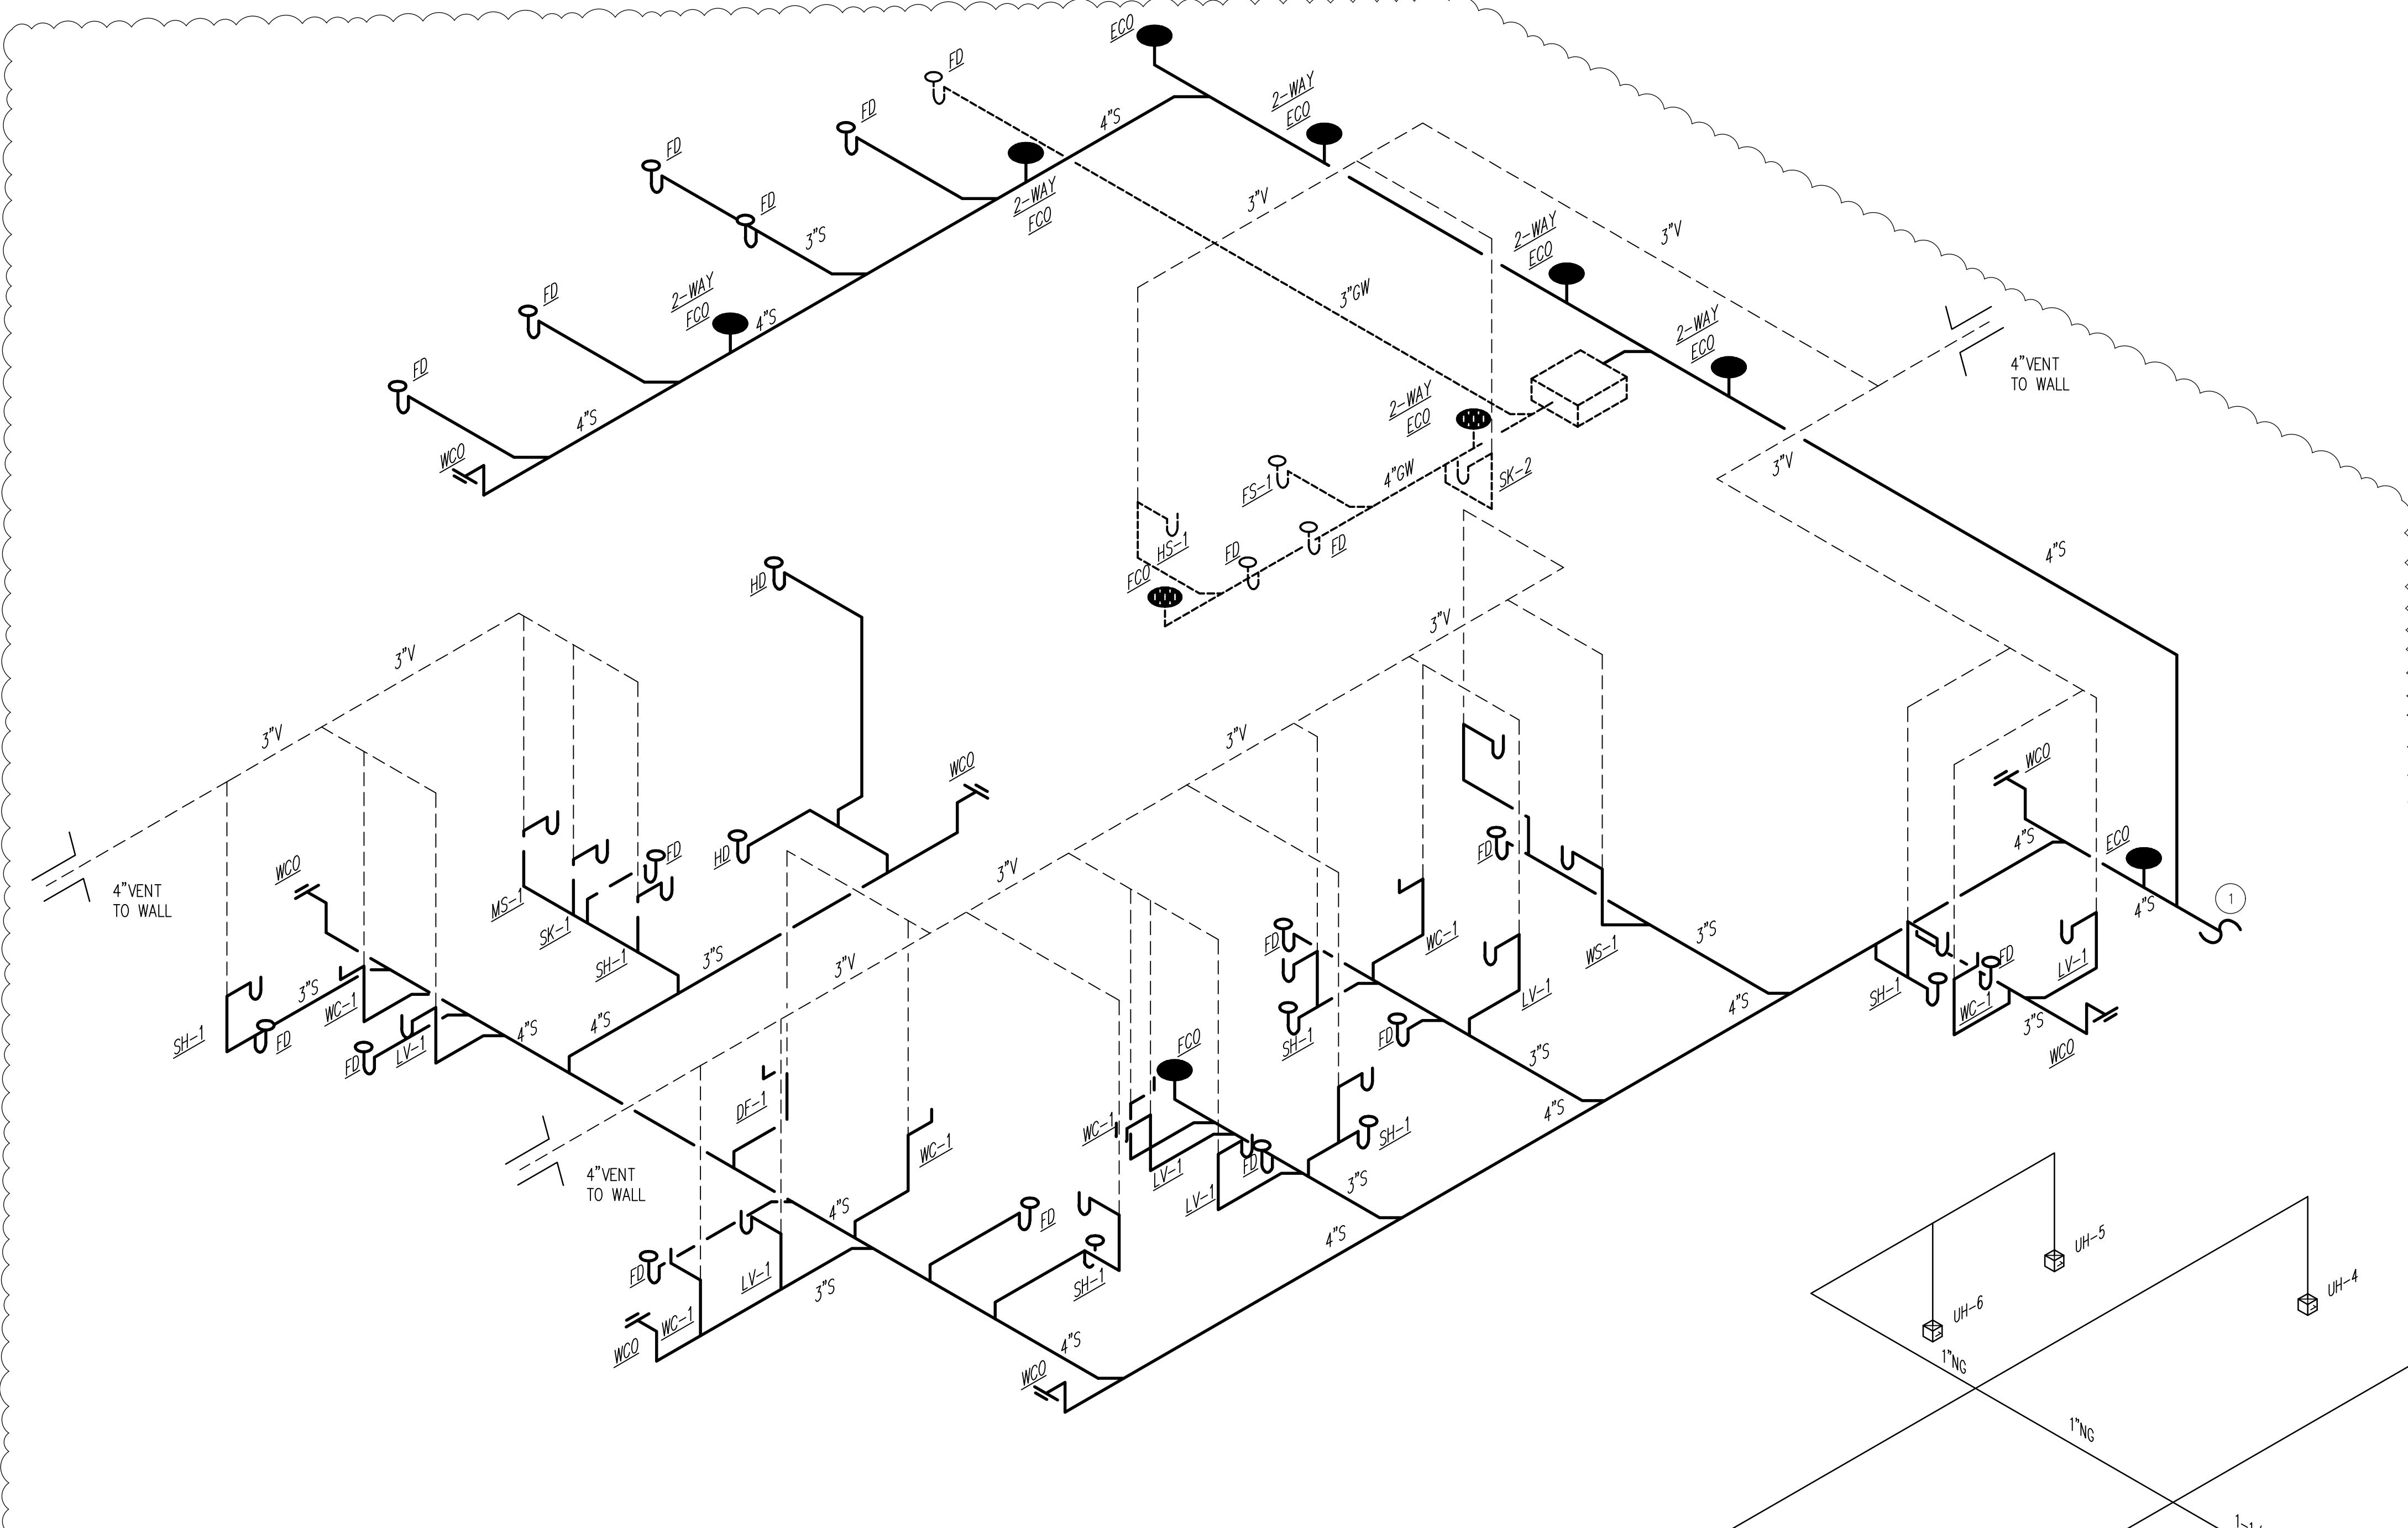 ECO
FD
2-WAY
ECO
FD
4"S
FD
2-WAY
FCO
3"V
FD
3"S
3"V
2-WAY
ECO
2-WAY
FCO
FD
4"S
3"GW
2-WAY
ECO
4"VENT
TO WALL
FD
4"S
2-WAY
ECO
WCO
3"V
4"GW
SK-2
FS-1
4"S
HS-1
FD
FD
FCO
HD
3"V
3"V
3"V
3"V
WCO
WCO
HD
FD
ECO
WCO
4"VENT
TO WALL
MS-1
SK-1
SH-1
3"S
3"V
4"S
4"S
1
FD
WC-1
WS-1
3"S
FD
LV-1
SH-1
3"S
WC-1
3"V
4"S
4"S
SH-1
FD
FD
LV-1
LV-1
SH-1
FD
4"S
SH-1
WC-1
3"S
WCO
FCO
3"S
DF-1
4"S
WC-1
WC-1
LV-1
FD
SH-1
4"VENT
TO WALL
LV-1
3"S
4"S
FD
4"S
UH-5
FD
LV-1
3"S
SH-1
UH-4
UH-6
WC-1
WCO
4"S
WCO
1"NG
1"NG